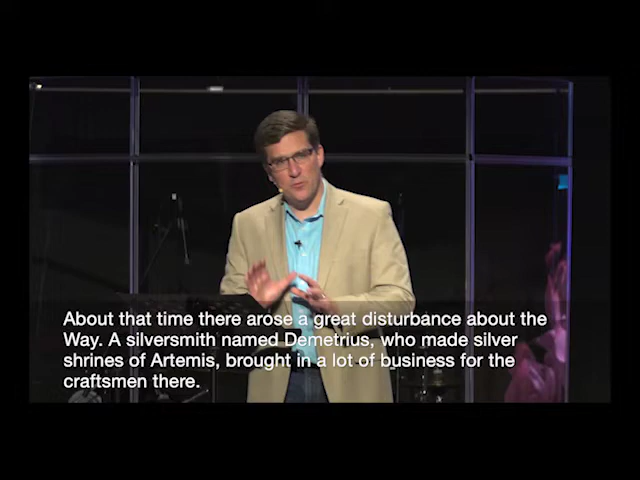 About that time there arose a great disturbance about the
Way. A silversmith named Demetrius, who made silver
shrines of Artemis, brought in a lot of business for the
craftsmen there.